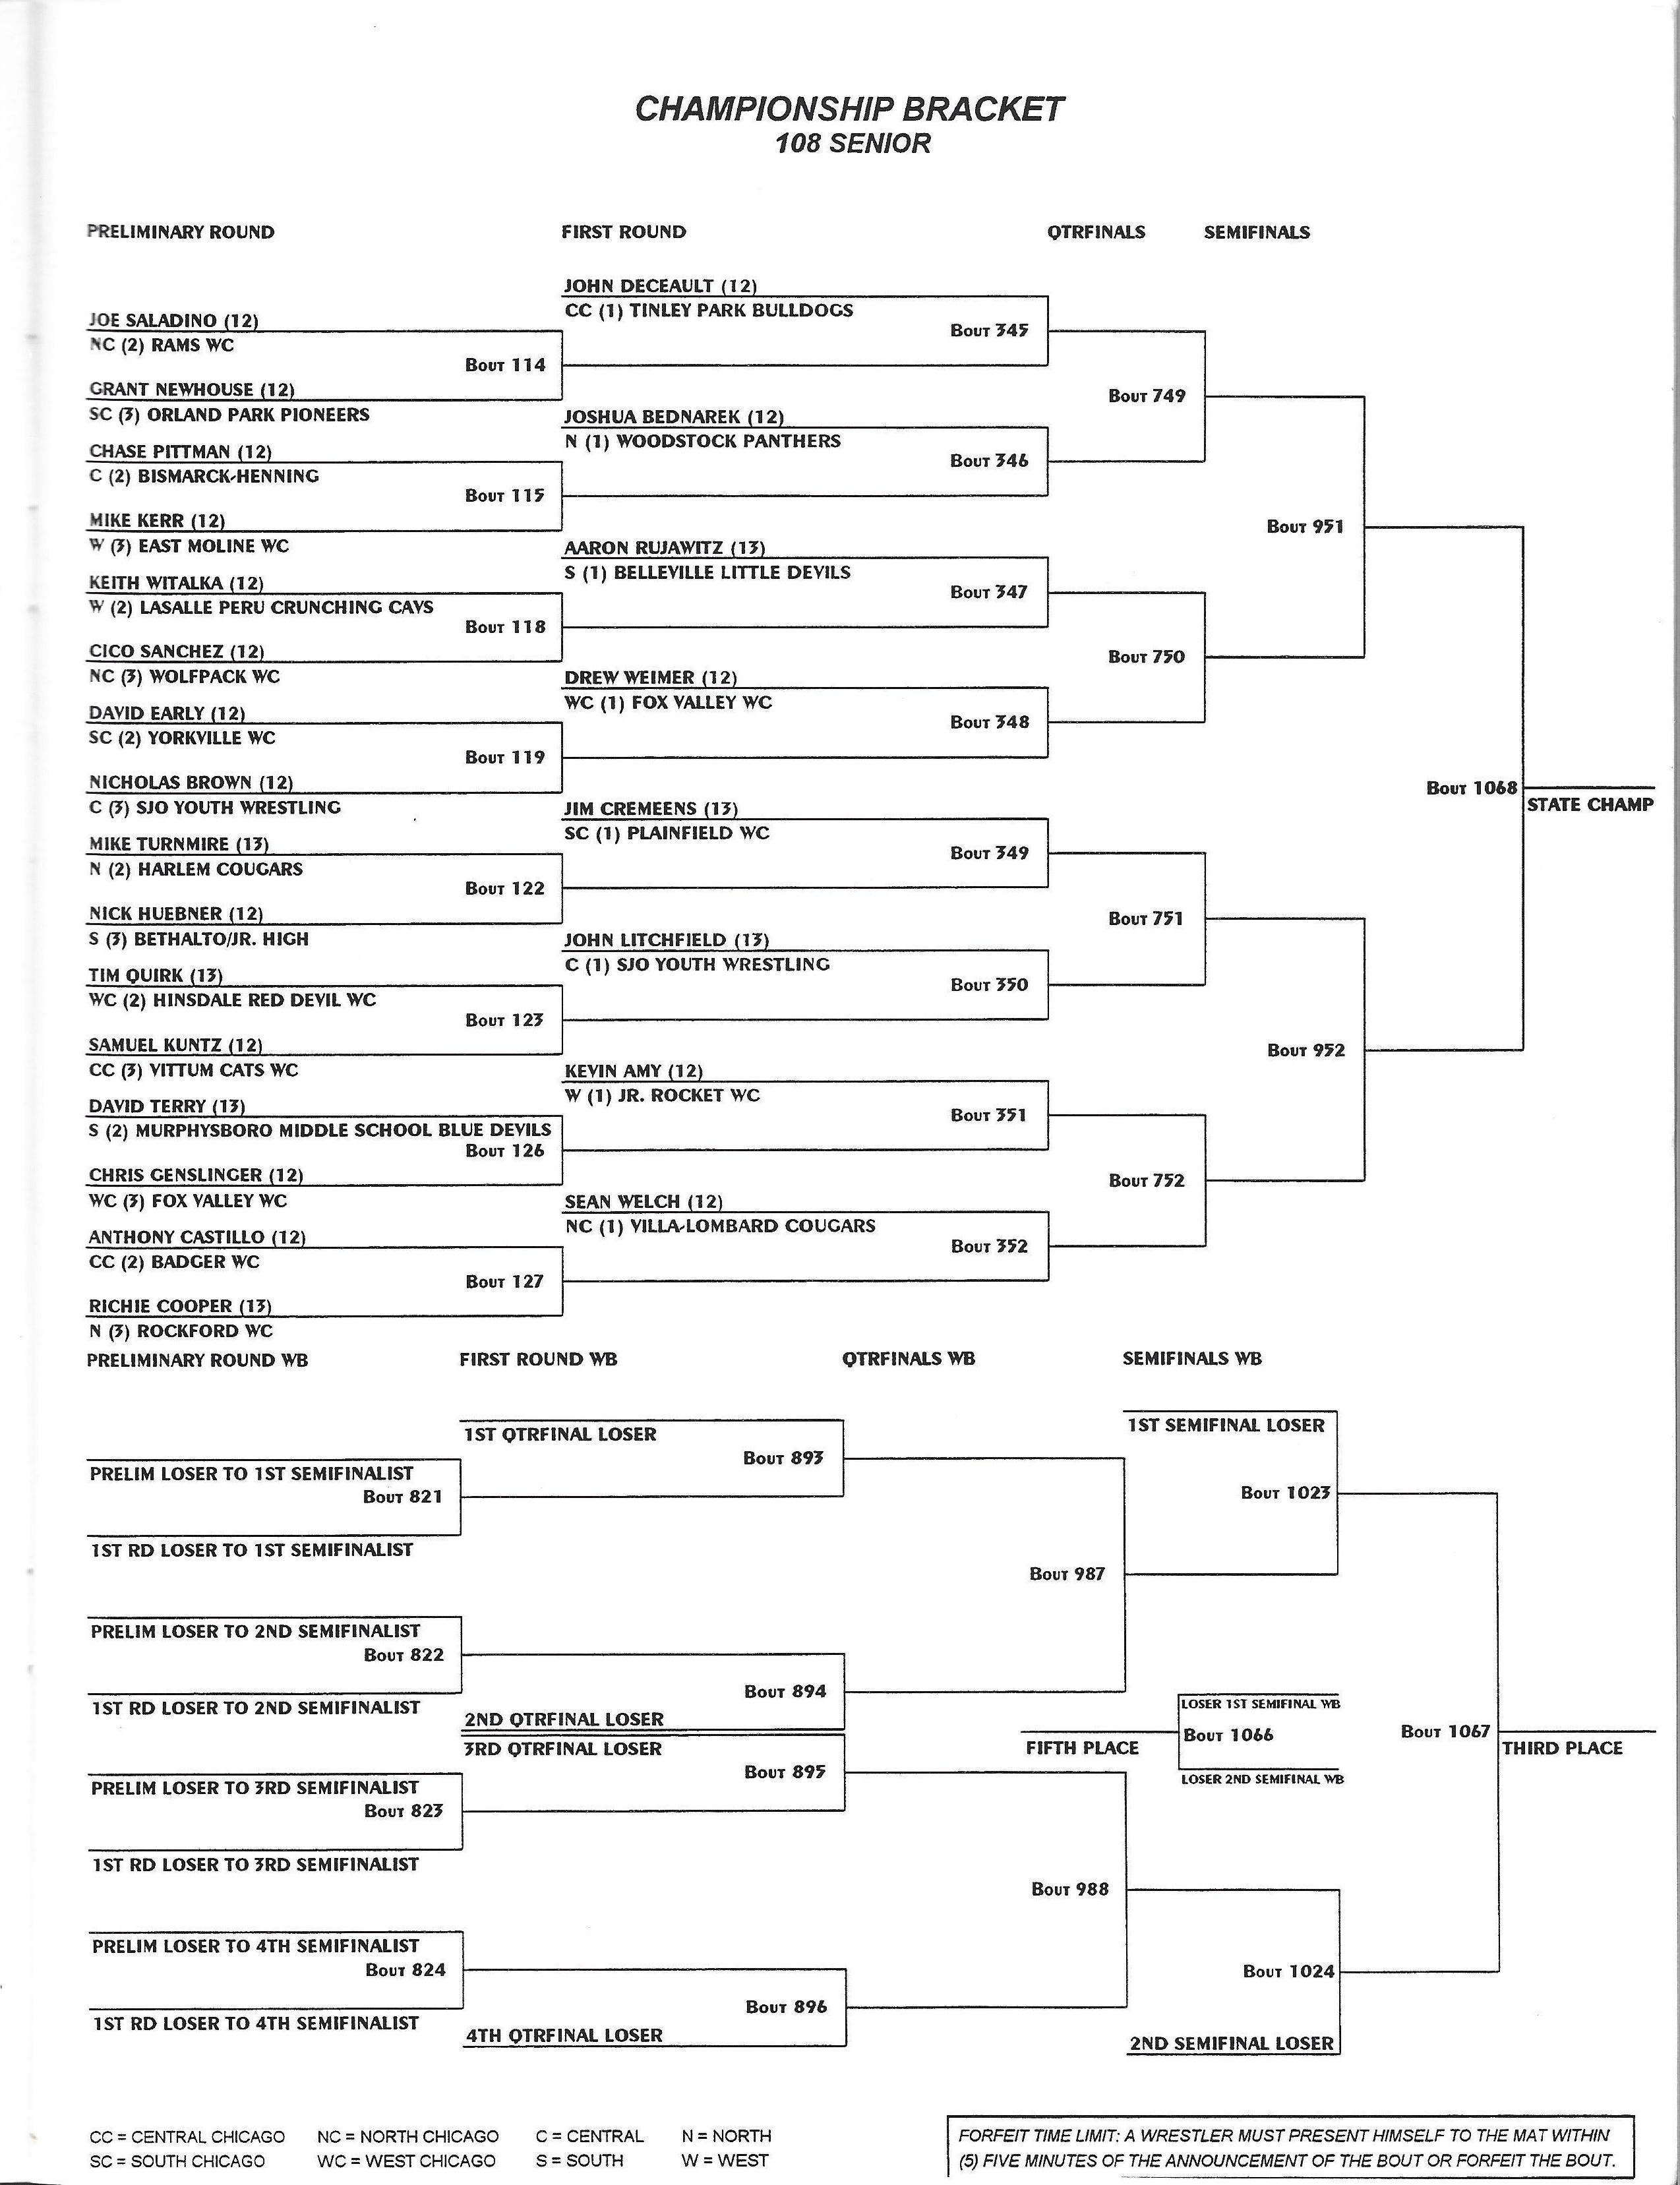 CHAMPIONSHIP BRACKET
108 SENIOR
PRELIMINARY ROUND
FIRST ROUND
QTRFINALS
SEMIFINALS
JOHN DECEAULT (12)
CC (1) TINLEY PARK BULLDOGS
BOUT 345
JOE SALADINO (12)
NC (2) RAMS WC
BOUT 114
GRANT NEWHOUSE (12)
SC (3) ORLAND PARK PIONEERS
BOUT 749
JOSHUA BEDNAREK (12)
N (1) WOODSTOCK PANTHERS
BOUT 346
CHASE PITTMAN (12)
C (2) BISMARCK-HENNING
BOUT 115
MIKE KERR (12)
W (3) EAST MOLINE WC
BOUT 951
AARON RUJAWITZ (13)
S (1) BELLEVILLE LITTLE DEVILS
BOUT 347
KEITH WITALKA (12)
W (2) LASALLE PERU CRUNCHING CAVS
BOUT 118
CICO SANCHEZ (12)
NC (3) WOLFPACK WC
BOUT 750
DREW WEIMER (12)
WC (1) FOX VALLEY WC
BOUT 348
DAVID EARLY (12)
SC (2) YORKVILLE WC
BOUT 119
NICHOLAS BROWN (12)
C (3) SJO YOUTH WRESTLING
BOUT 1068
STATE CHAMP
JIM CREMEENS (13)
SC (1) PLAINFIELD WC
BOUT 349
MIKE TURNMIRE (13)
N (2) HARLEM COUGARS
BOUT 122
NICK HUEBNER (12)
S (3) BETHALTO/JR. HIGH
BOUT 751
JOHN LITCHFIELD (13)
C (1) SJO YOUTH WRESTLING
BOUT 350
TIM QUIRK (13)
WC (2) HINSDALE RED DEVIL WC
BOUT 123
SAMUEL KUNTZ (12)
CC (3) VITTUM CATS WC
BOUT 952
KEVIN AMY (12)
W (1) JR. ROCKET WC
BOUT 351
DAVID TERRY (13)
S (2) MURPHYSBORO MIDDLE SCHOOL BLUE DEVILS
BOUT 126
CHRIS GENSLINGER (12)
WC (3) FOX VALLEY WC
BOUT 752
SEAN WELCH (12)
NC (1) VILLA-LOMBARD COUGARS
BOUT 352
ANTHONY CASTILLO (12)
CC (2) BADGER WC
BOUT 127
RICHIE COOPER (13)
N (3) ROCKFORD WC
PRELIMINARY ROUND WB
FIRST ROUND WB
QTRFINALS WB
SEMIFINALS WB
1ST QTRFINAL LOSER
BOUT 893
1ST SEMIFINAL LOSER
PRELIM LOSER TO 1ST SEMIFINALIST
BOUT 821
BOUT 1023
1ST RD LOSER TO 1ST SEMIFINALIST
BOUT 987
PRELIM LOSER TO 2ND SEMIFINALIST
BOUT 822
1ST RD LOSER TO 2ND SEMIFINALIST
BOUT 894
2ND QTRFINAL LOSER
LOSER 1ST SEMIFINAL WB
BOUT 1066
FIFTH PLACE
LOSER 2ND SEMIFINAL WB
BOUT 1067
THIRD PLACE
3RD QTRFINAL LOSER
BOUT 895
PRELIM LOSER TO 3RD SEMIFINALIST
BOUT 823
1ST RD LOSER TO 3RD SEMIFINALIST
BOUT 988
PRELIM LOSER TO 4TH SEMIFINALIST
BOUT 824
BOUT 1024
1ST RD LOSER TO 4TH SEMIFINALIST
BOUT 896
4TH QTRFINAL LOSER
2ND SEMIFINAL LOSER
CC = CENTRAL CHICAGO NC = NORTH CHICAGO C = CENTRAL N = NORTH
SC = SOUTH CHICAGO WC = WEST CHICAGO S = SOUTH W = WEST
FORFEIT TIME LIMIT: A WRESTLER MUST PRESENT HIMSELF TO THE MAT WITHIN
(5) FIVE MINUTES OF THE ANNOUNCEMENT OF THE BOUT OR FORFEIT THE BOUT.